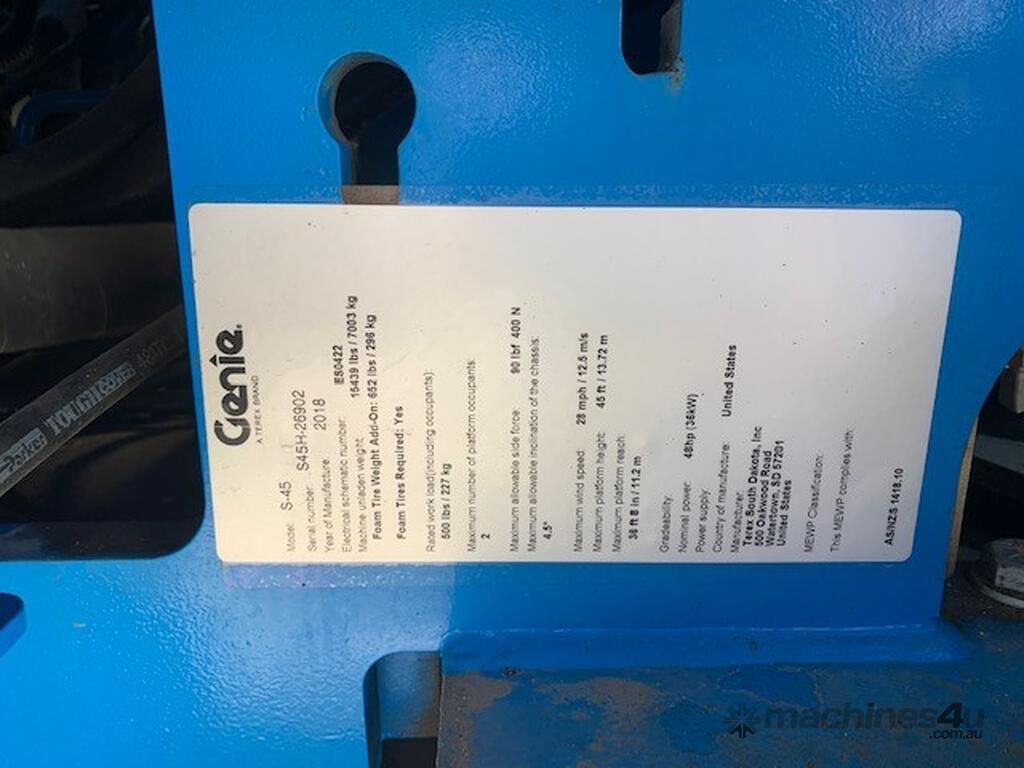 Genie.
A TEREX BRAND
Model: S-45
Serial number: S45H-26902
Year of Manufacture: 2018
Electrical schematic number: ES0422
Machine unladen weight: 15439 lbs / 7003 kg
Foam Tire Weight Add-On: 652 lbs / 296 kg
Foam Tires Required: Yes
Rated work load(including occupants):
500 lbs / 227 kg
Maximum number of platform occupants:
2
Maximum allowable side force: 90 lbf 400 N
Maximum allowable inclination of the chassis:
4.5°
Maximum wind speed: 28 mph / 12.5 m/s
Maximum platform height: 45 ft / 13.72 m
Maximum platform reach:
36 ft 8 in / 11.2 m
Gradeability:
Nominal power: 48hp (36kW)
Power supply:
Country of manufacture: United States
Manufacturer:
Terex South Dakota, Inc
500 Oakwood Road
Watertown, SD 57201
United States
MEWP Classification:
This MEWP complies with:
AS/NZS 1418.10
Parker TOUGHCOVER
machines4u
.com.au